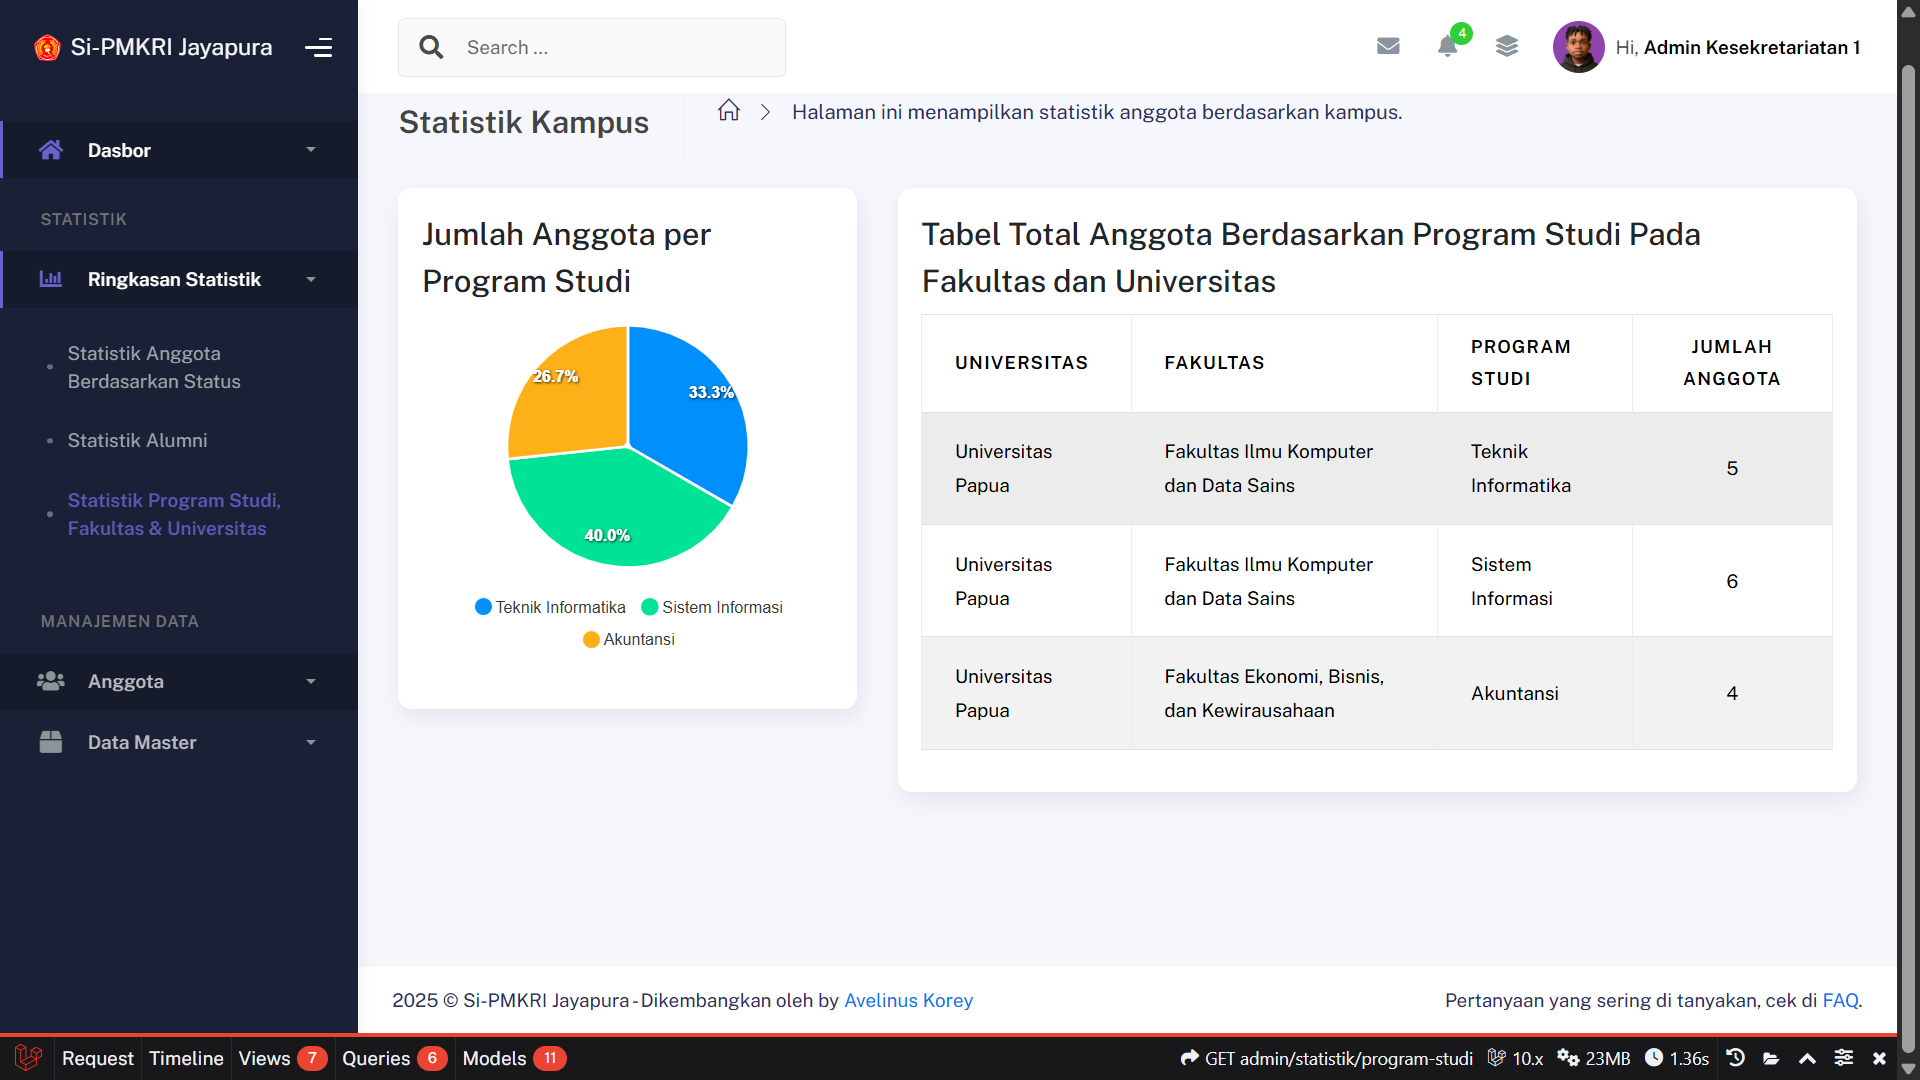 Si-PMKRI Jayapura
Search ...
4
Hi, Admin Kesekretariatan 1
Dasbor
STATISTIK
Ringkasan Statistik
Statistik Anggota
Berdasarkan Status
Statistik Alumni
Statistik Program Studi,
Fakultas & Universitas
MANAJEMEN DATA
Anggota
Data Master
Statistik Kampus
Halaman ini menampilkan statistik anggota berdasarkan kampus.
Jumlah Anggota per
Program Studi
26.7%
33.3%
40.0%
Teknik Informatika
Sistem Informasi
Akuntansi
Tabel Total Anggota Berdasarkan Program Studi Pada
Fakultas dan Universitas
UNIVERSITAS
FAKULTAS
PROGRAM
STUDI
JUMLAH
ANGGOTA
Universitas
Papua
Fakultas Ilmu Komputer
dan Data Sains
Teknik
Informatika
5
Universitas
Papua
Fakultas Ilmu Komputer
dan Data Sains
Sistem
Informasi
6
Universitas
Papua
Fakultas Ekonomi, Bisnis,
dan Kewirausahaan
Akuntansi
4
2025 © Si-PMKRI Jayapura - Dikembangkan oleh by Avelinus Korey
Pertanyaan yang sering di tanyakan, cek di FAQ.
Request Timeline Views 7 Queries 6 Models 11
GET admin/statistik/program-studi 10.x 23MB 1.36s